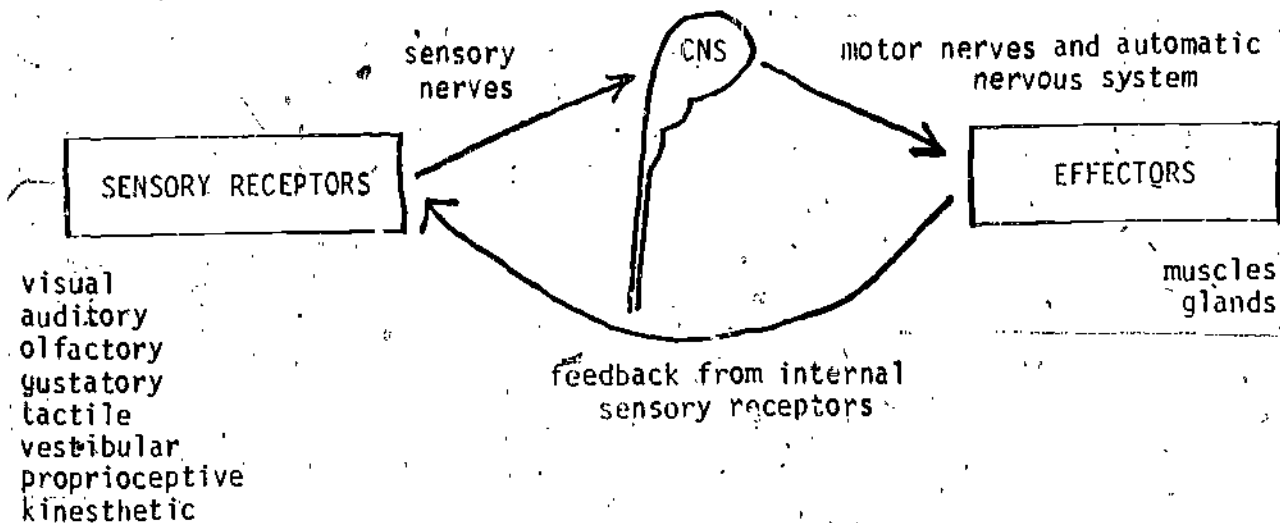 sensory
nerves
CNS
motor nerves and automatic
nervous system
SENSORY RECEPTORS
EFFECTORS
visual
auditory
olfactory
gustatory
tactile
vestibular
proprioceptive
kinesthetic
muscles
glands
feedback from internal
sensory receptors